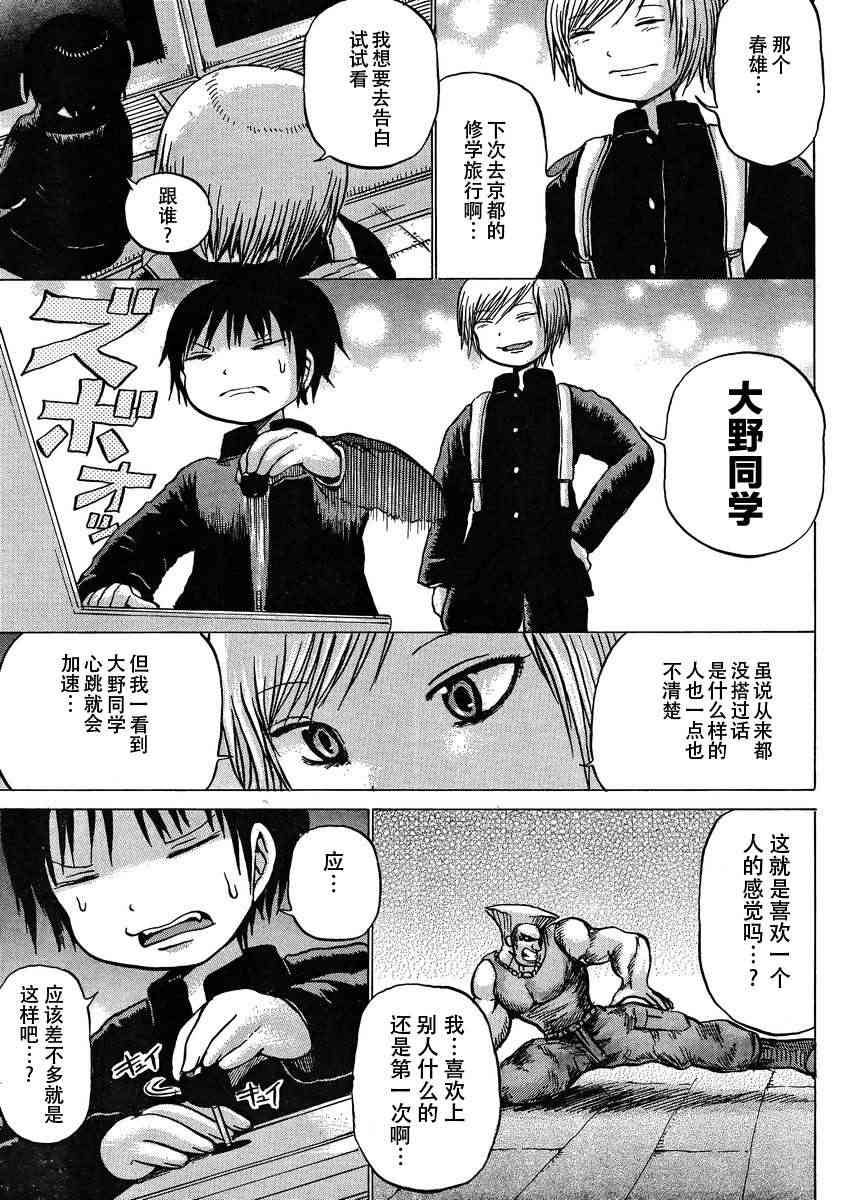 那个
春雄…
下次去京都的
修学旅行啊…
我想要去告白
试试看
跟谁?
大野同学
ズボォォッ
虽说从来都
没搭过话
是什么样的
人也一点也
不清楚
但我一看到
大野同学
心跳就会
加速…
这就是喜欢一个
人的感觉吗…?
我…喜欢上
别人什么的
还是第一次啊…
应…
应该差不多就是
这样吧…?
キュイ
キュイ